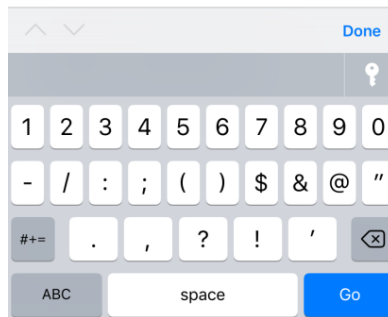 Done
1 2 3 4 5 6 7 8 9 0
- / : ; ( ) $ & @ "
#+= . , ? ! '
ABC space Go